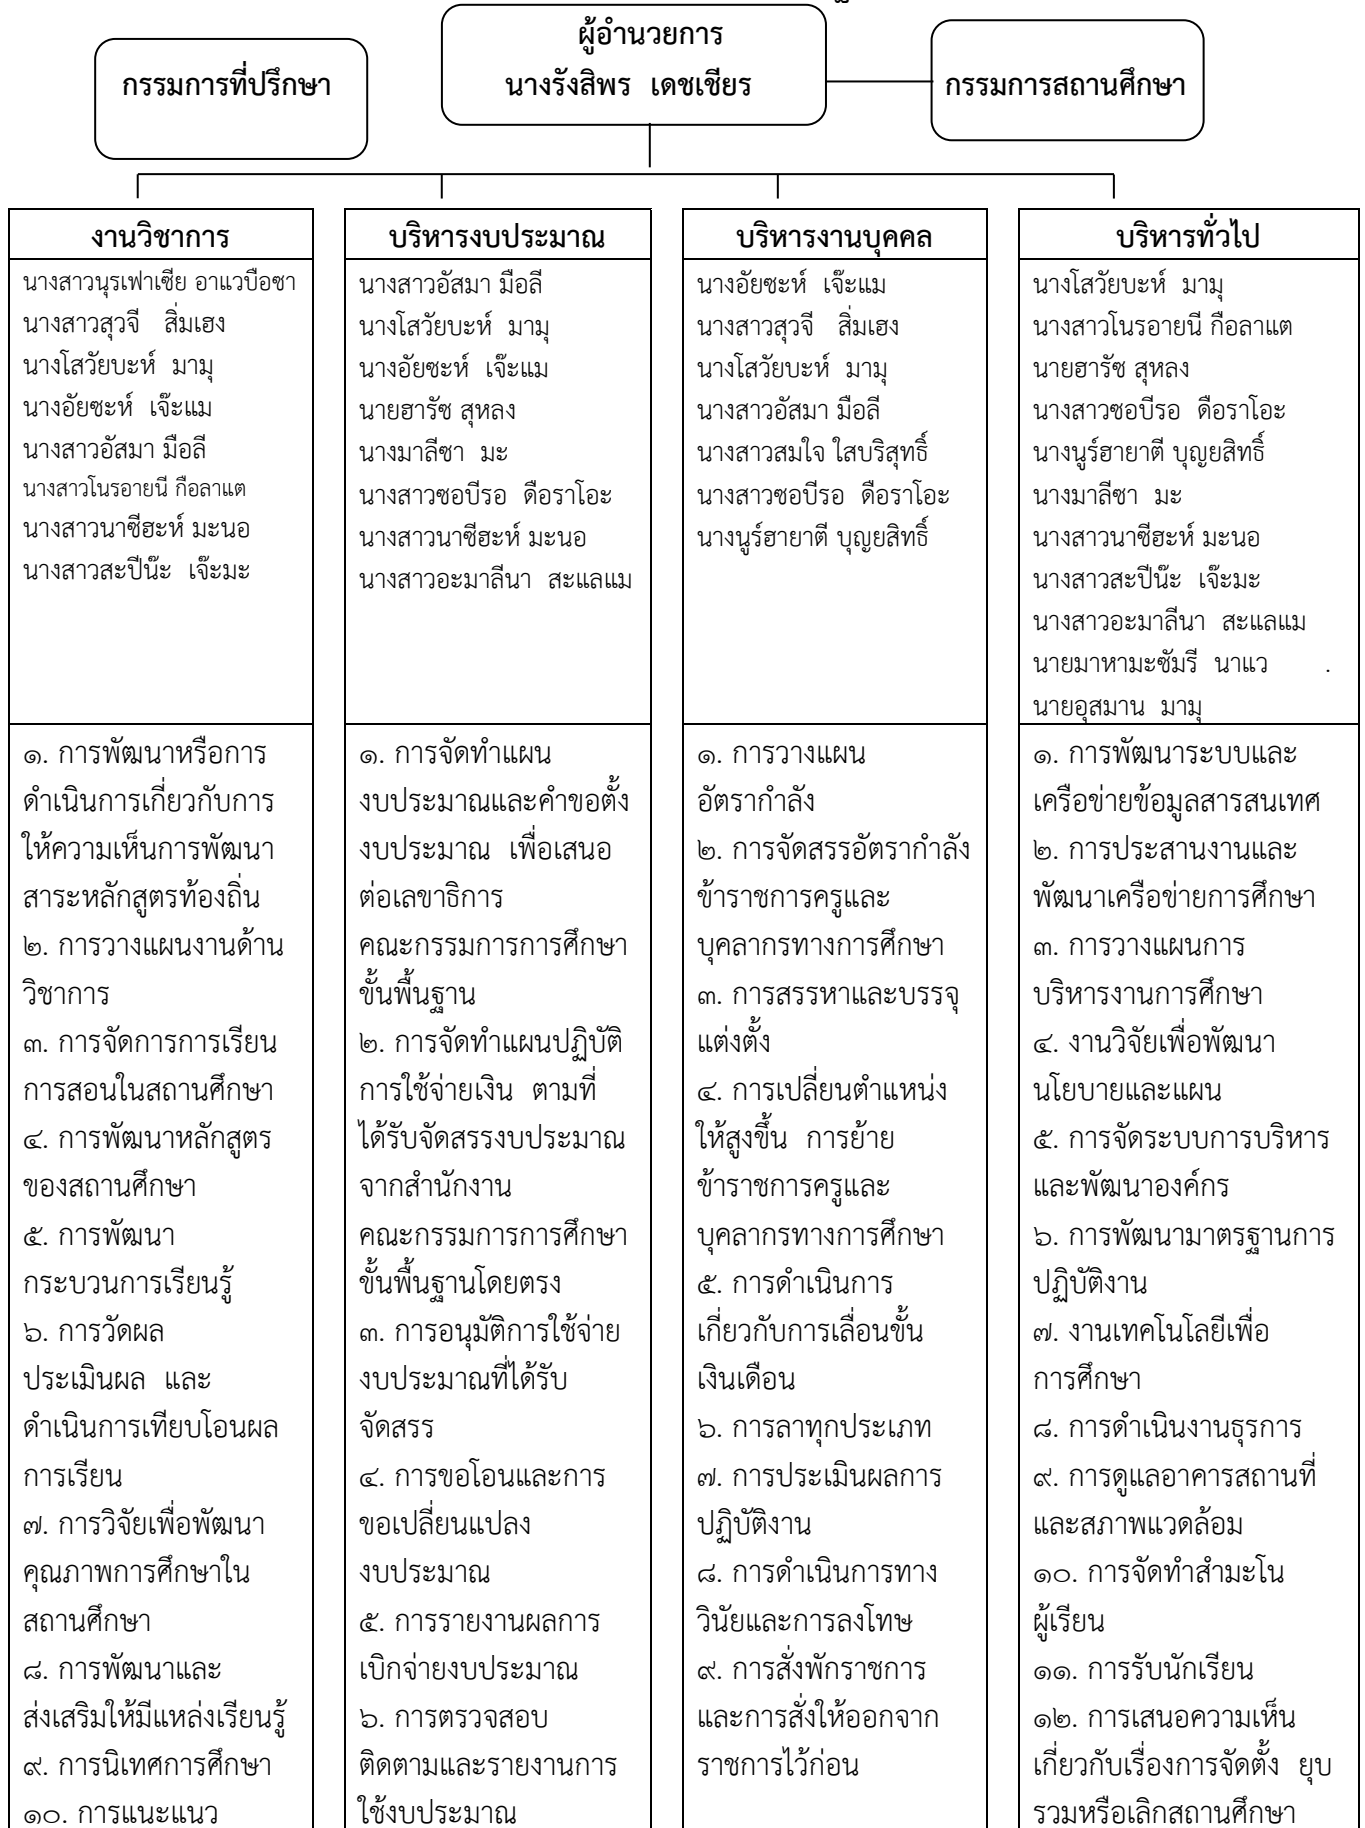 ผู้อำนวยการ
นางรังสิพร เดชเชียร
กรรมการที่ปรึกษา
กรรมการสถานศึกษา
งานวิชาการ
นางสาวนุรเฟาเซีย อาแวบือซา
นางสาวสุวจี สิ่มเฮง
นางโสวัยบะห์ มามุ
นางอัยซะห์ เจ๊ะแม
นางสาวอัสมา มือลี
นางสาวโนรอายนี กือลาแต
นางสาวนาซีฮะห์ มะนอ
นางสาวสะปีน๊ะ เจ๊ะมะ
๑. การพัฒนาหรือการ
ดำเนินการเกี่ยวกับการ
ให้ความเห็นการพัฒนา
สาระหลักสูตรท้องถิ่น
๒. การวางแผนงานด้าน
วิชาการ
๓. การจัดการการเรียน
การสอนในสถานศึกษา
๔. การพัฒนาหลักสูตร
ของสถานศึกษา
๕. การพัฒนา
กระบวนการเรียนรู้
๖. การวัดผล
ประเมินผล และ
ดำเนินการเทียบโอนผล
การเรียน
๗. การวิจัยเพื่อพัฒนา
คุณภาพการศึกษาใน
สถานศึกษา
๘. การพัฒนาและ
ส่งเสริมให้มีแหล่งเรียนรู้
๙. การนิเทศการศึกษา
๑๐. การแนะแนว
บริหารงบประมาณ
นางสาวอัสมา มือลี
นางโสวัยบะห์ มามุ
นางอัยซะห์ เจ๊ะแม
นายฮารัซ สุหลง
นางมาลีซา มะ
นางสาวซอบีรอ ดือราโอะ
นางสาวนาซีฮะห์ มะนอ
นางสาวอะมาลีนา สะแลแม
๑. การจัดทำแผน
งบประมาณและคำขอตั้ง
งบประมาณ เพื่อเสนอ
ต่อเลขาธิการ
คณะกรรมการการศึกษา
ขั้นพื้นฐาน
๒. การจัดทำแผนปฏิบัติ
การใช้จ่ายเงิน ตามที่
ได้รับจัดสรรงบประมาณ
จากสำนักงาน
คณะกรรมการการศึกษา
ขั้นพื้นฐานโดยตรง
๓. การอนุมัติการใช้จ่าย
งบประมาณที่ได้รับ
จัดสรร
๔. การขอโอนและการ
ขอเปลี่ยนแปลง
งบประมาณ
๕. การรายงานผลการ
เบิกจ่ายงบประมาณ
๖. การตรวจสอบ
ติดตามและรายงานการ
ใช้งบประมาณ
บริหารงานบุคคล
นางอัยซะห์ เจ๊ะแม
นางสาวสุวจี สิ่มเฮง
นางโสวัยบะห์ มามุ
นางสาวอัสมา มือลี
นางสาวสมใจ ใสบริสุทธิ์
นางสาวซอบีรอ ดือราโอะ
นางนูร์ฮายาตี บุญยสิทธิ์
๑. การวางแผน
อัตรากำลัง
๒. การจัดสรรอัตรากำลัง
ข้าราชการครูและ
บุคลากรทางการศึกษา
๓. การสรรหาและบรรจุ
แต่งตั้ง
๔. การเปลี่ยนตำแหน่ง
ให้สูงขึ้น การย้าย
ข้าราชการครูและ
บุคลากรทางการศึกษา
๕. การดำเนินการ
เกี่ยวกับการเลื่อนขั้น
เงินเดือน
๖. การลาทุกประเภท
๗. การประเมินผลการ
ปฏิบัติงาน
๘. การดำเนินการทาง
วินัยและการลงโทษ
๙. การสั่งพักราชการ
และการสั่งให้ออกจาก
ราชการไว้ก่อน
บริหารทั่วไป
นางโสวัยบะห์ มามุ
นางสาวโนรอายนี กือลาแต
นายฮารัซ สุหลง
นางสาวซอบีรอ ดือราโอะ
นางนูร์ฮายาตี บุญยสิทธิ์
นางมาลีซา มะ
นางสาวนาซีฮะห์ มะนอ
นางสาวสะปีน๊ะ เจ๊ะมะ
นางสาวอะมาลีนา สะแลแม
นายมาหามะซัมรี นาแว .
นายอุสมาน มามุ
๑. การพัฒนาระบบและ
เครือข่ายข้อมูลสารสนเทศ
๒. การประสานงานและ
พัฒนาเครือข่ายการศึกษา
๓. การวางแผนการ
บริหารงานการศึกษา
๔. งานวิจัยเพื่อพัฒนา
นโยบายและแผน
๕. การจัดระบบการบริหาร
และพัฒนาองค์กร
๖. การพัฒนามาตรฐานการ
ปฏิบัติงาน
๗. งานเทคโนโลยีเพื่อ
การศึกษา
๘. การดำเนินงานธุรการ
๙. การดูแลอาคารสถานที่
และสภาพแวดล้อม
๑๐. การจัดทำสำมะโน
ผู้เรียน
๑๑. การรับนักเรียน
๑๒. การเสนอความเห็น
เกี่ยวกับเรื่องการจัดตั้ง ยุบ
รวมหรือเลิกสถานศึกษา